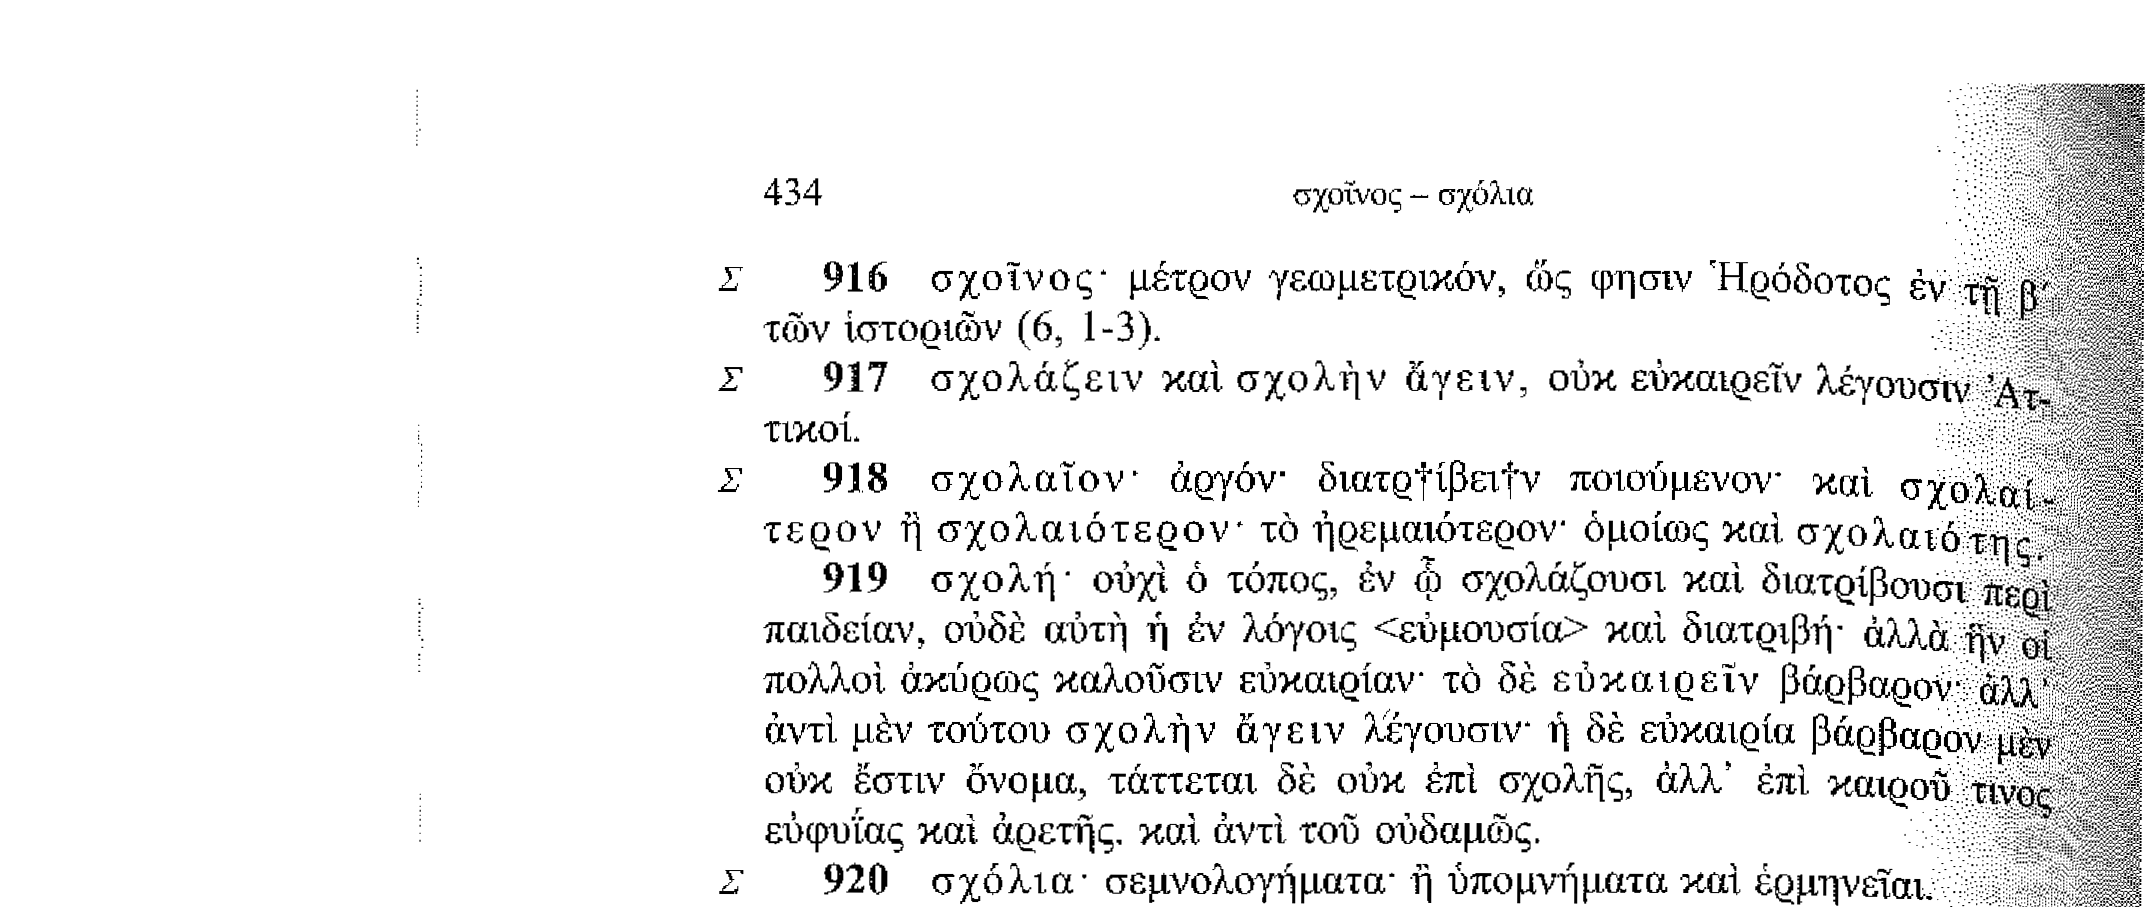 434 σχοῖνος – σχόλια
Σ 916 σχοῖνος· μέτρον γεωμετρικόν, ὥς φησιν Ἡρόδοτος ἐν τῇ β´
τῶν ἱστοριῶν (6, 1-3).
Σ 917 σχολάζειν καὶ σχολὴν ἄγειν, οὐκ εὐκαιρεῖν λέγουσιν Ἀτ-
τικοί.
Σ 918 σχολαῖον· ἀργόν· διατρ†ίβει†ν ποιούμενον· καὶ σχολαί-
τερον ἢ σχολαιότερον· τὸ ἠρεμαιότερον· ὁμοίως καὶ σχολαιότης.
919 σχολή· οὐχὶ ὁ τόπος, ἐν ᾧ σχολάζουσι καὶ διατρίβουσι περὶ
παιδείαν, οὐδὲ αὐτὴ ἡ ἐν λόγοις <εὐμουσία> καὶ διατριβή· ἀλλὰ ἣν οἱ
πολλοὶ ἀκύρως καλοῦσιν εὐκαιρίαν· τὸ δὲ εὐκαιρεῖν βάρβαρον· ἀλλ᾽
ἀντὶ μὲν τούτου σχολὴν ἄγειν λέγουσιν· ἡ δὲ εὐκαιρία βάρβαρον μὲν
οὐκ ἔστιν ὄνομα, τάττεται δὲ οὐκ ἐπὶ σχολῆς, ἀλλ᾽ ἐπὶ καιροῦ τινος
εὐφυΐας καὶ ἀρετῆς. καὶ ἀντὶ τοῦ οὐδαμῶς.
Σ 920 σχόλια· σεμνολογήματα· ἢ ὑπομνήματα καὶ ἑρμηνεῖαι.